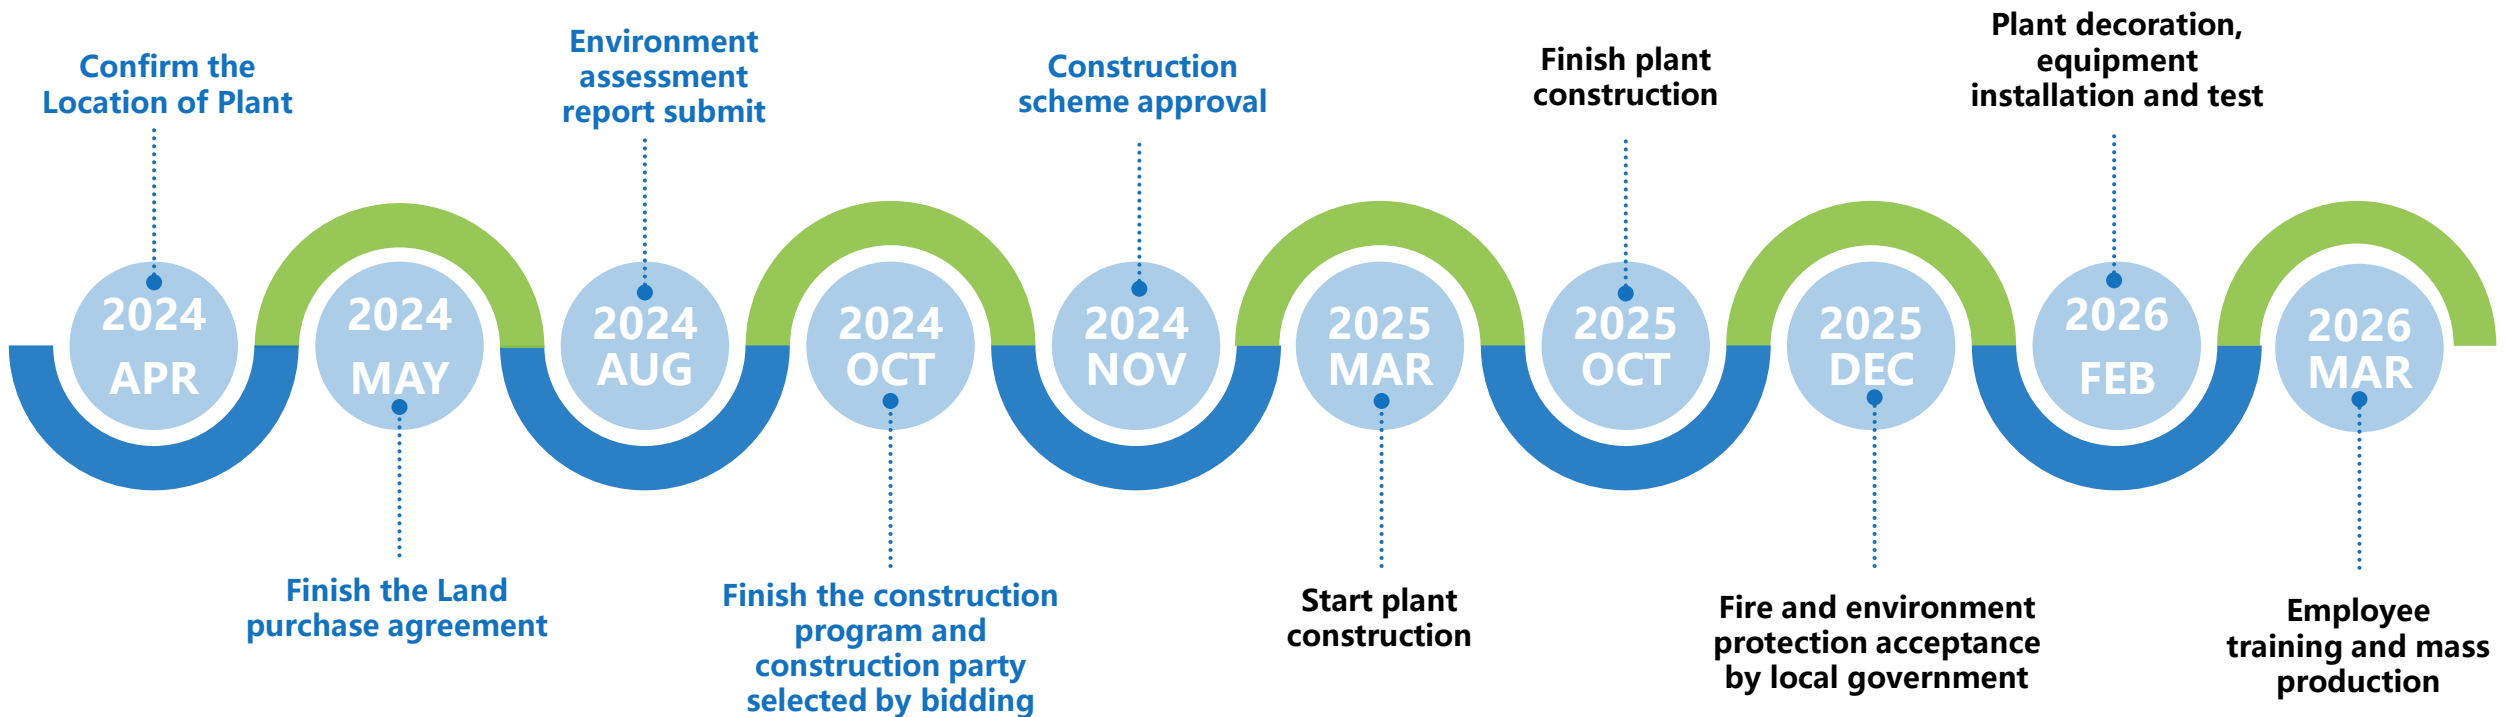 Confirm the
Location of Plant
2024
APR
2024
MAY
Finish the Land
purchase agreement
Environment
assessment
report submit
2024
AUG
2024
OCT
Finish the construction
program and
construction party
selected by bidding
Construction
scheme approval
2024
NOV
2025
MAR
Start plant
construction
Finish plant
construction
2025
OCT
2025
DEC
Fire and environment
protection acceptance
by local government
Plant decoration,
equipment
installation and test
2026
FEB
2026
MAR
Employee
training and mass
production